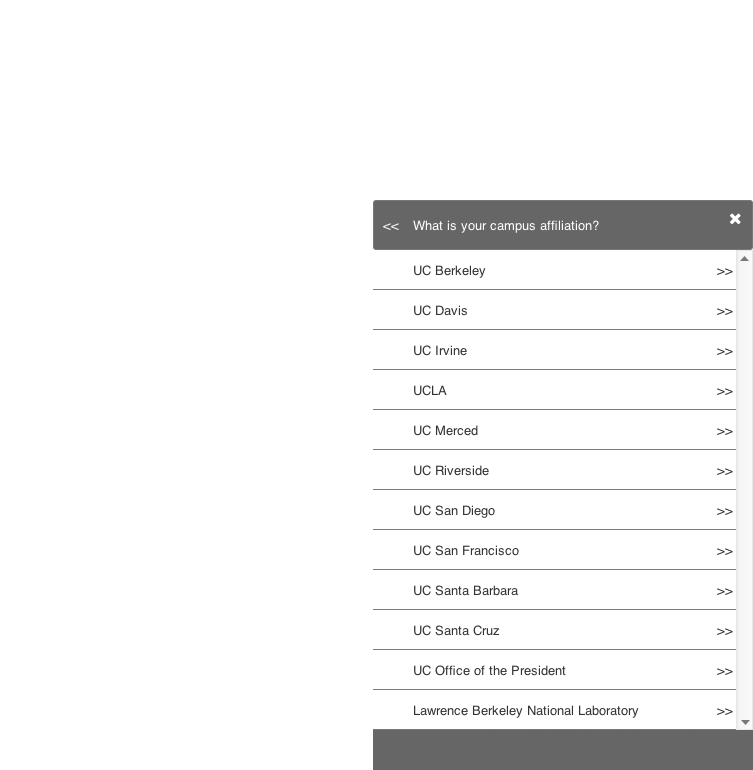 << What is your campus affiliation? ✖
UC Berkeley >>
UC Davis >>
UC Irvine >>
UCLA >>
UC Merced >>
UC Riverside >>
UC San Diego >>
UC San Francisco >>
UC Santa Barbara >>
UC Santa Cruz >>
UC Office of the President >>
Lawrence Berkeley National Laboratory >>